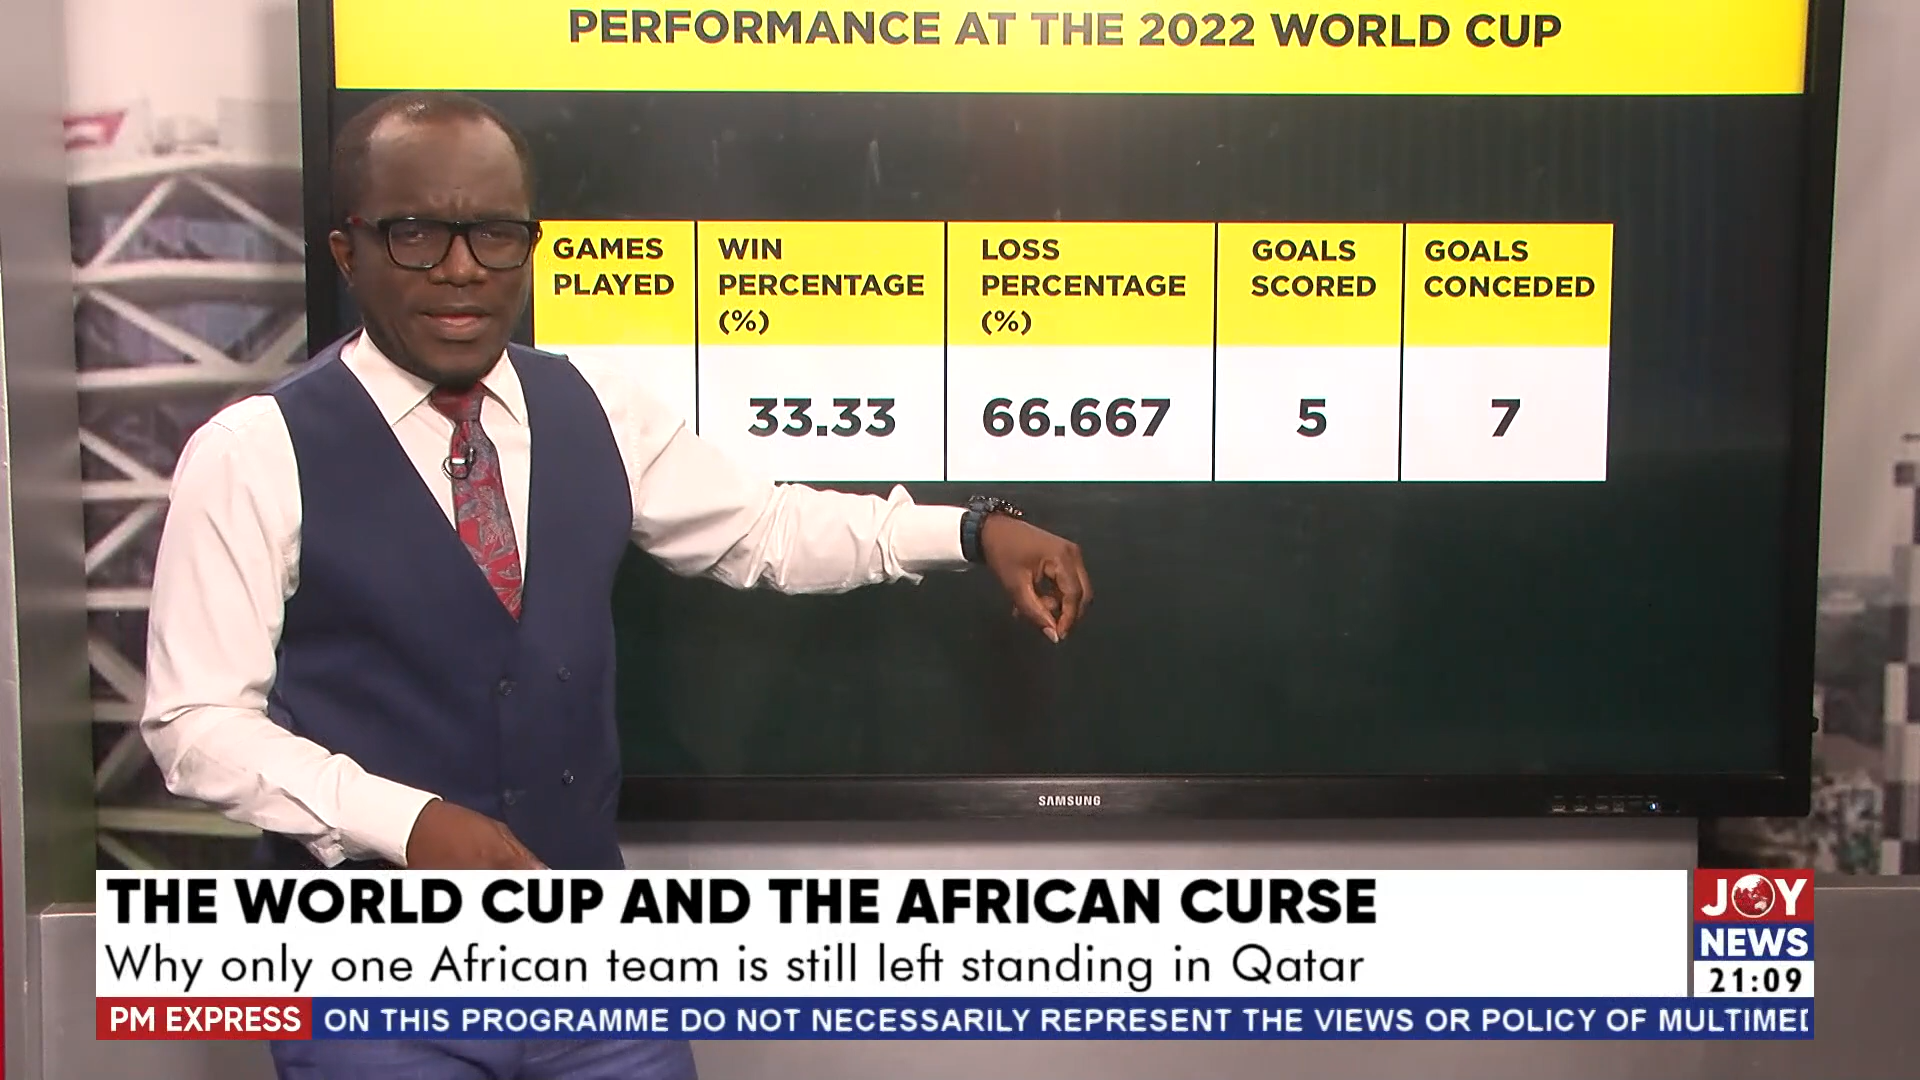 PERFORMANCE AT THE 2022 WORLD CUP
GAMES
PLAYED
WIN
PERCENTAGE
(%)
LOSS
PERCENTAGE
(%)
GOALS
SCORED
GOALS
CONCEDED
33.33
66.667
5
7
SAMSUNG
THE WORLD CUP AND THE AFRICAN CURSE
Why only one African team is still left standing in Qatar
JOY
NEWS
21:09
PM EXPRESS
ON THIS PROGRAMME DO NOT NECESSARILY REPRESENT THE VIEWS OR POLICY OF MULTIMED